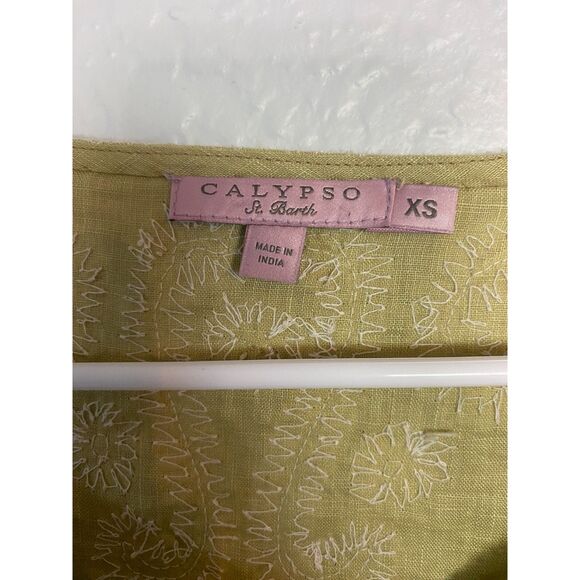 CALYPSO
St. Barth
XS
MADE IN
INDIA